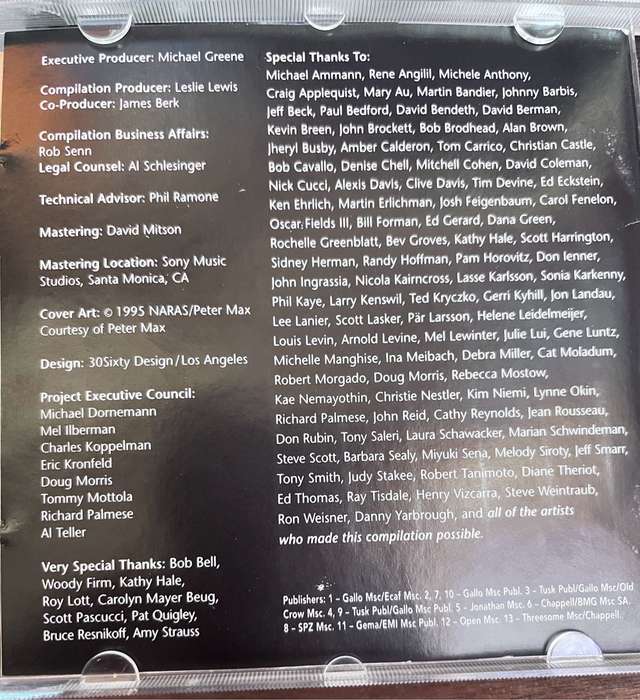 Executive Producer: Michael Greene
Compilation Producer: Leslie Lewis
Co-Producer: James Berk
Compilation Business Affairs:
Rob Senn
Legal Counsel: Al Schlesinger
Technical Advisor: Phil Ramone
Mastering: David Mitson
Mastering Location: Sony Music
Studios, Santa Monica, CA
Cover Art: © 1995 NARAS/Peter Max
Courtesy of Peter Max
Design: 30Sixty Design/Los Angeles
Project Executive Council:
Michael Dornemann
Mel Ilberman
Charles Koppelman
Eric Kronfeld
Doug Morris
Tommy Mottola
Richard Palmese
Al Teller
Very Special Thanks: Bob Bell,
Woody Firm, Kathy Hale,
Roy Lott, Carolyn Mayer Beug,
Scott Pascucci, Pat Quigley,
Bruce Resnikoff, Amy Strauss
Special Thanks To:
Michael Ammann, Rene Angilil, Michele Anthony,
Craig Applequist, Mary Au, Martin Bandier, Johnny Barbis,
Jeff Beck, Paul Bedford, David Bendeth, David Berman,
Kevin Breen, John Brockett, Bob Brodhead, Alan Brown,
Jheryl Busby, Amber Calderon, Tom Carrico, Christian Castle,
Bob Cavallo, Denise Chell, Mitchell Cohen, David Coleman,
Nick Cucci, Alexis Davis, Clive Davis, Tim Devine, Ed Eckstein,
Ken Ehrlich, Martin Erlichman, Josh Feigenbaum, Carol Fenelon,
Oscar Fields III, Bill Forman, Ed Gerard, Dana Green,
Rochelle Greenblatt, Bev Groves, Kathy Hale, Scott Harrington,
Sidney Herman, Randy Hoffman, Pam Horovitz, Don Ienner,
John Ingrassia, Nicola Kairncross, Lasse Karlsson, Sonia Karkenny,
Phil Kaye, Larry Kenswil, Ted Kryczko, Gerri Kyhill, Jon Landau,
Lee Lanier, Scott Lasker, Pär Larsson, Helene Leidelmeijer,
Louis Levin, Arnold Levine, Mel Lewinter, Julie Lui, Gene Luntz,
Michelle Manghise, Ina Meibach, Debra Miller, Cat Moladum,
Robert Morgado, Doug Morris, Rebecca Mostow,
Kae Nemayothin, Christie Nestler, Kim Niemi, Lynne Okin,
Richard Palmese, John Reid, Cathy Reynolds, Jean Rousseau,
Don Rubin, Tony Saleri, Laura Schawacker, Marian Schwindeman,
Steve Scott, Barbara Sealy, Miyuki Sena, Melody Siroty, Jeff Smarr,
Tony Smith, Judy Stakee, Robert Tanimoto, Diane Theriot,
Ed Thomas, Ray Tisdale, Henry Vizcarra, Steve Weintraub,
Ron Weisner, Danny Yarbrough, and all of the artists
who made this compilation possible.
Publishers: 1 - Gallo Msc/Ecaf Msc. 2, 7, 10 - Gallo Msc Publ. 3 - Tusk Publ/Gallo Msc/Old
Crow Msc. 4, 9 - Tusk Publ/Gallo Msc Publ. 5 - Jonathan Msc. 6 - Chappell/BMG Msc SA.
8 - SPZ Msc. 11 - Gema/EMI Msc Publ. 12 - Open Msc. 13 - Threesome Msc/Chappell.